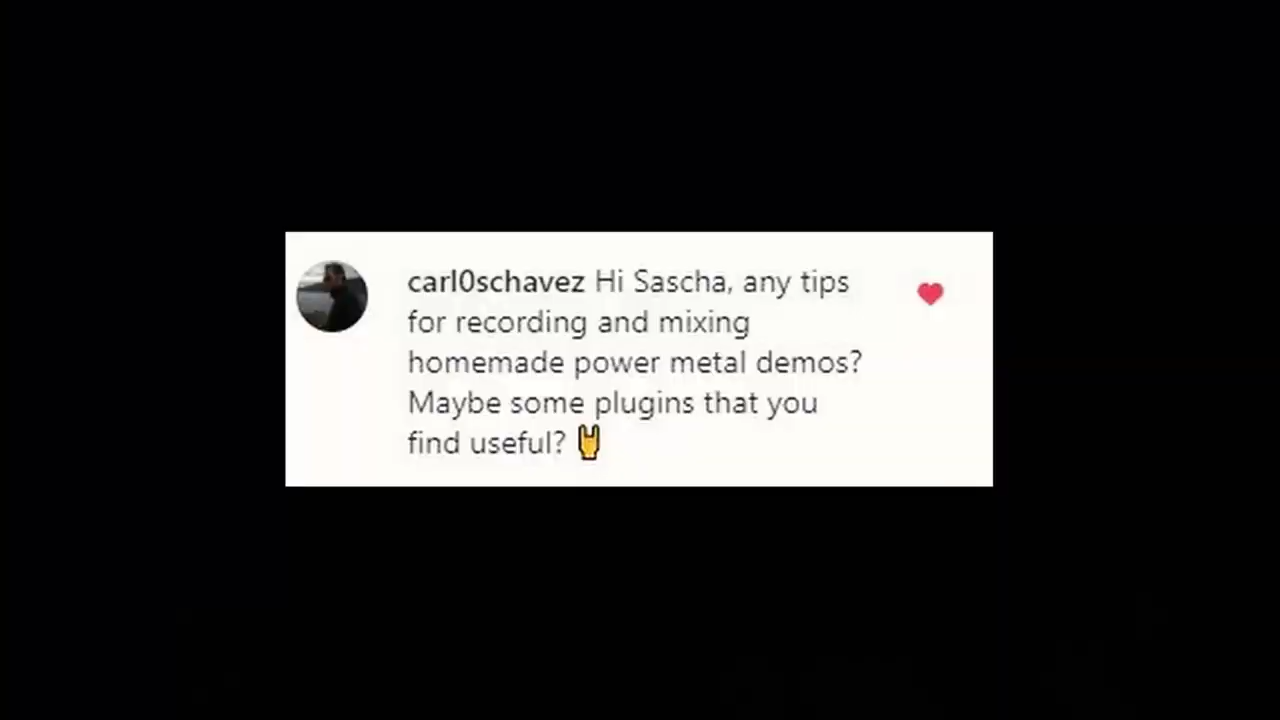 carl0schavez Hi Sascha, any tips
for recording and mixing
homemade power metal demos?
Maybe some plugins that you
find useful? 🤘